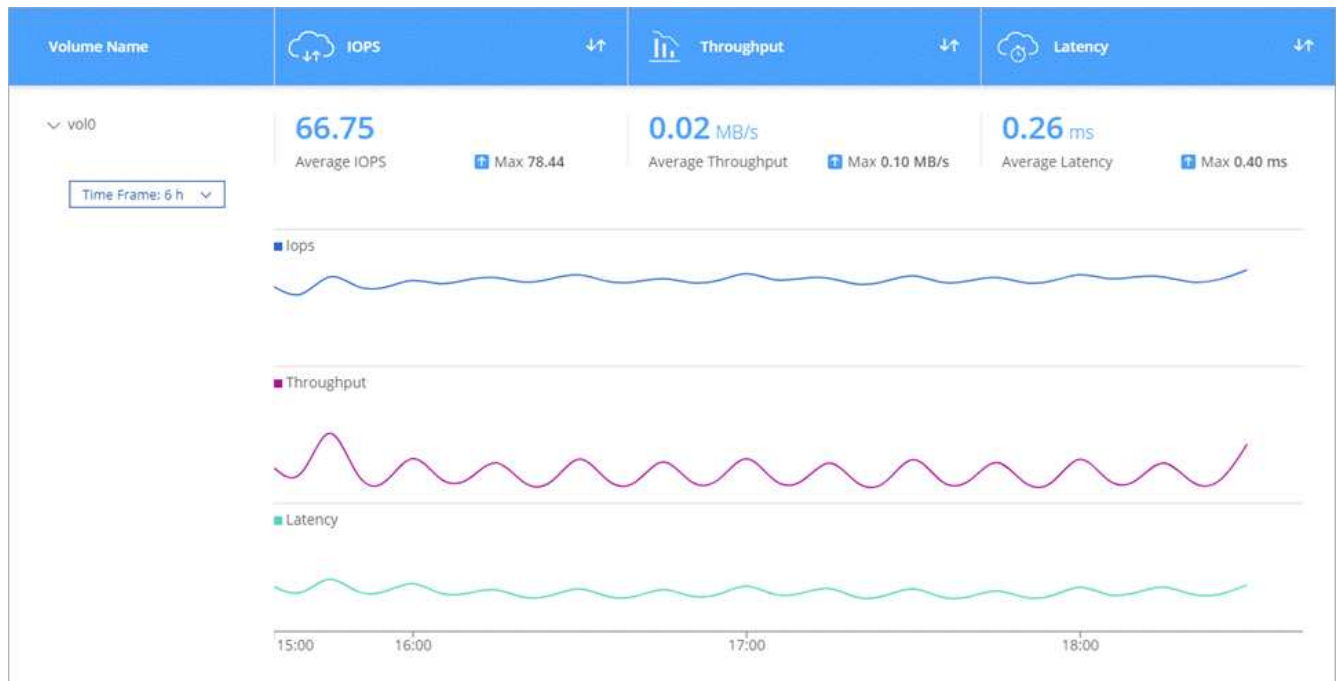 Volume Name IOPS Throughput Latency
vol0 66.75 0.02 MB/s 0.26 ms
Average IOPS Max 78.44 Average Throughput Max 0.10 MB/s Average Latency Max 0.40 ms
Time Frame: 6 h
Iops
Throughput
Latency
15:00 16:00 17:00 18:00